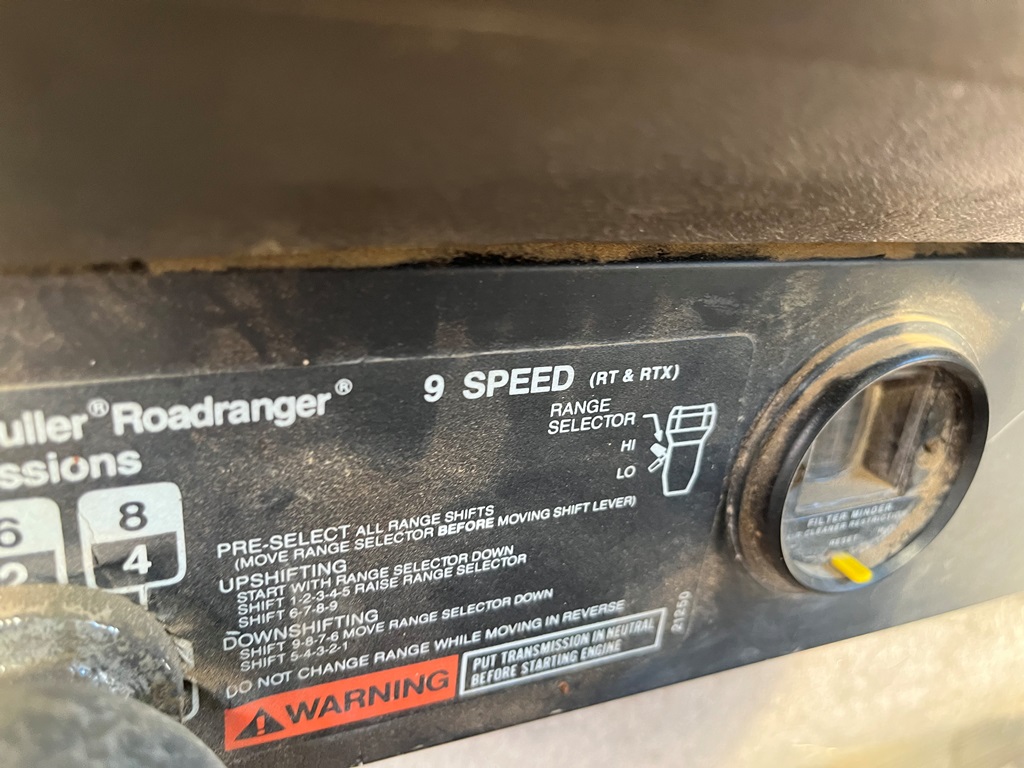 uller® Roadranger®
ssions
9 SPEED (RT & RTX)
RANGE
SELECTOR
HI
LO
6
8
2
4
PRE-SELECT ALL RANGE SHIFTS
(MOVE RANGE SELECTOR BEFORE MOVING SHIFT LEVER)
UPSHIFTING
START WITH RANGE SELECTOR DOWN
SHIFT 1-2-3-4-5 RAISE RANGE SELECTOR
SHIFT 6-7-8-9
DOWNSHIFTING
SHIFT 9-8-7-6 MOVE RANGE SELECTOR DOWN
SHIFT 5-4-3-2-1
DO NOT CHANGE RANGE WHILE MOVING IN REVERSE
WARNING
PUT TRANSMISSION IN NEUTRAL
BEFORE STARTING ENGINE
21250
FILTER MINDER
CLEANER RESTRICTION
RESET